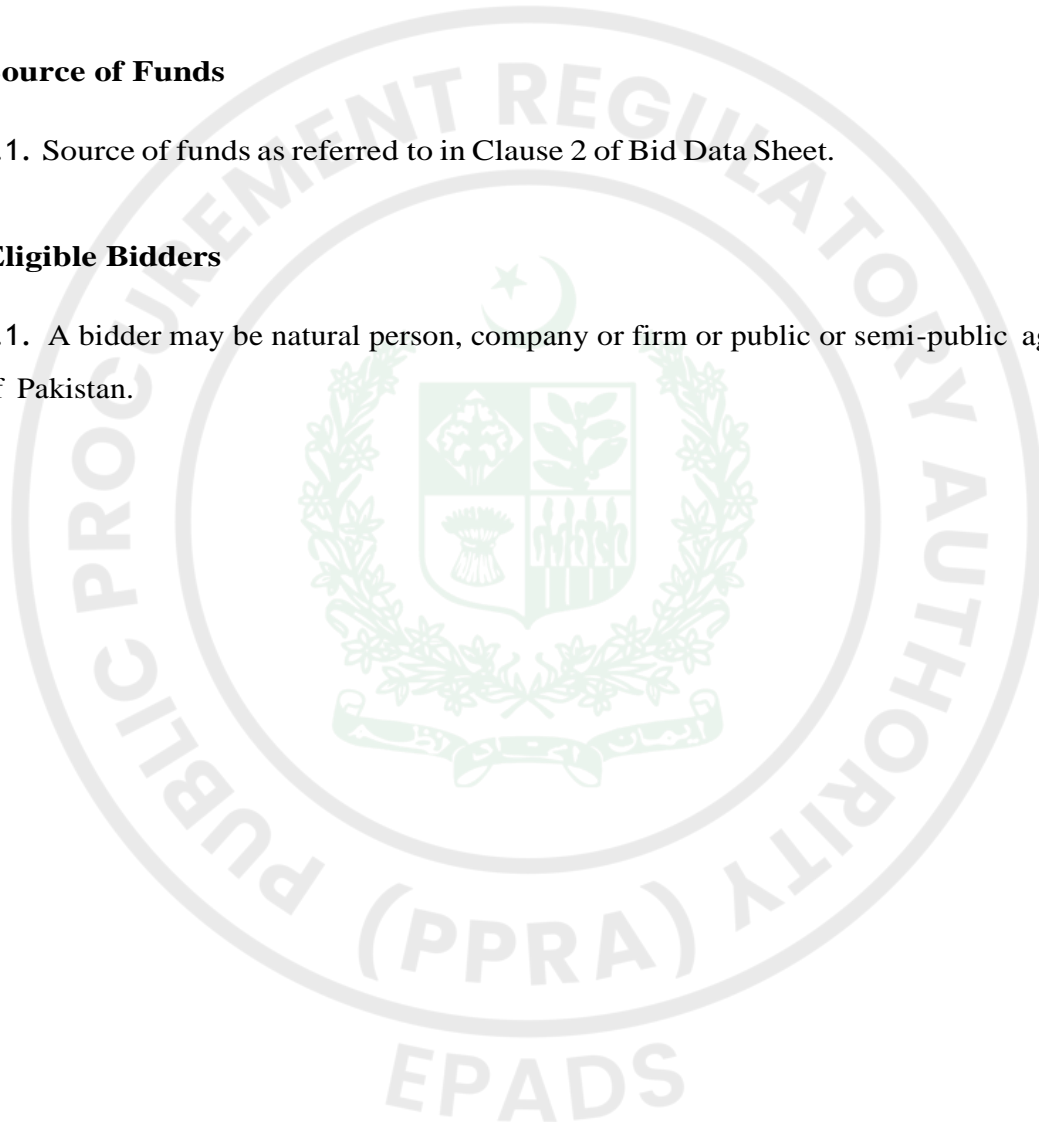 ource of Funds
.1. Source of funds as referred to in Clause 2 of Bid Data Sheet.
Eligible Bidders
.1. A bidder may be natural person, company or firm or public or semi-public ag
f Pakistan.
PUBLIC PROCUREMENT REGULATORY AUTHORITY
(PPRA)
EPADS